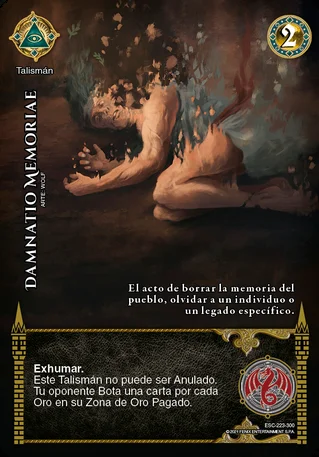 2
Talismán
DAMNATIO MEMORIAE
ARTE: WOLF
El acto de borrar la memoria del
pueblo, olvidar a un individuo o
un legado específico.
Exhumar.
Este Talismán no puede ser Anulado.
Tu oponente Bota una carta por cada
Oro en su Zona de Oro Pagado.
ESC-223-300
©2021 FENIX ENTERTAINMENT S.P.A.